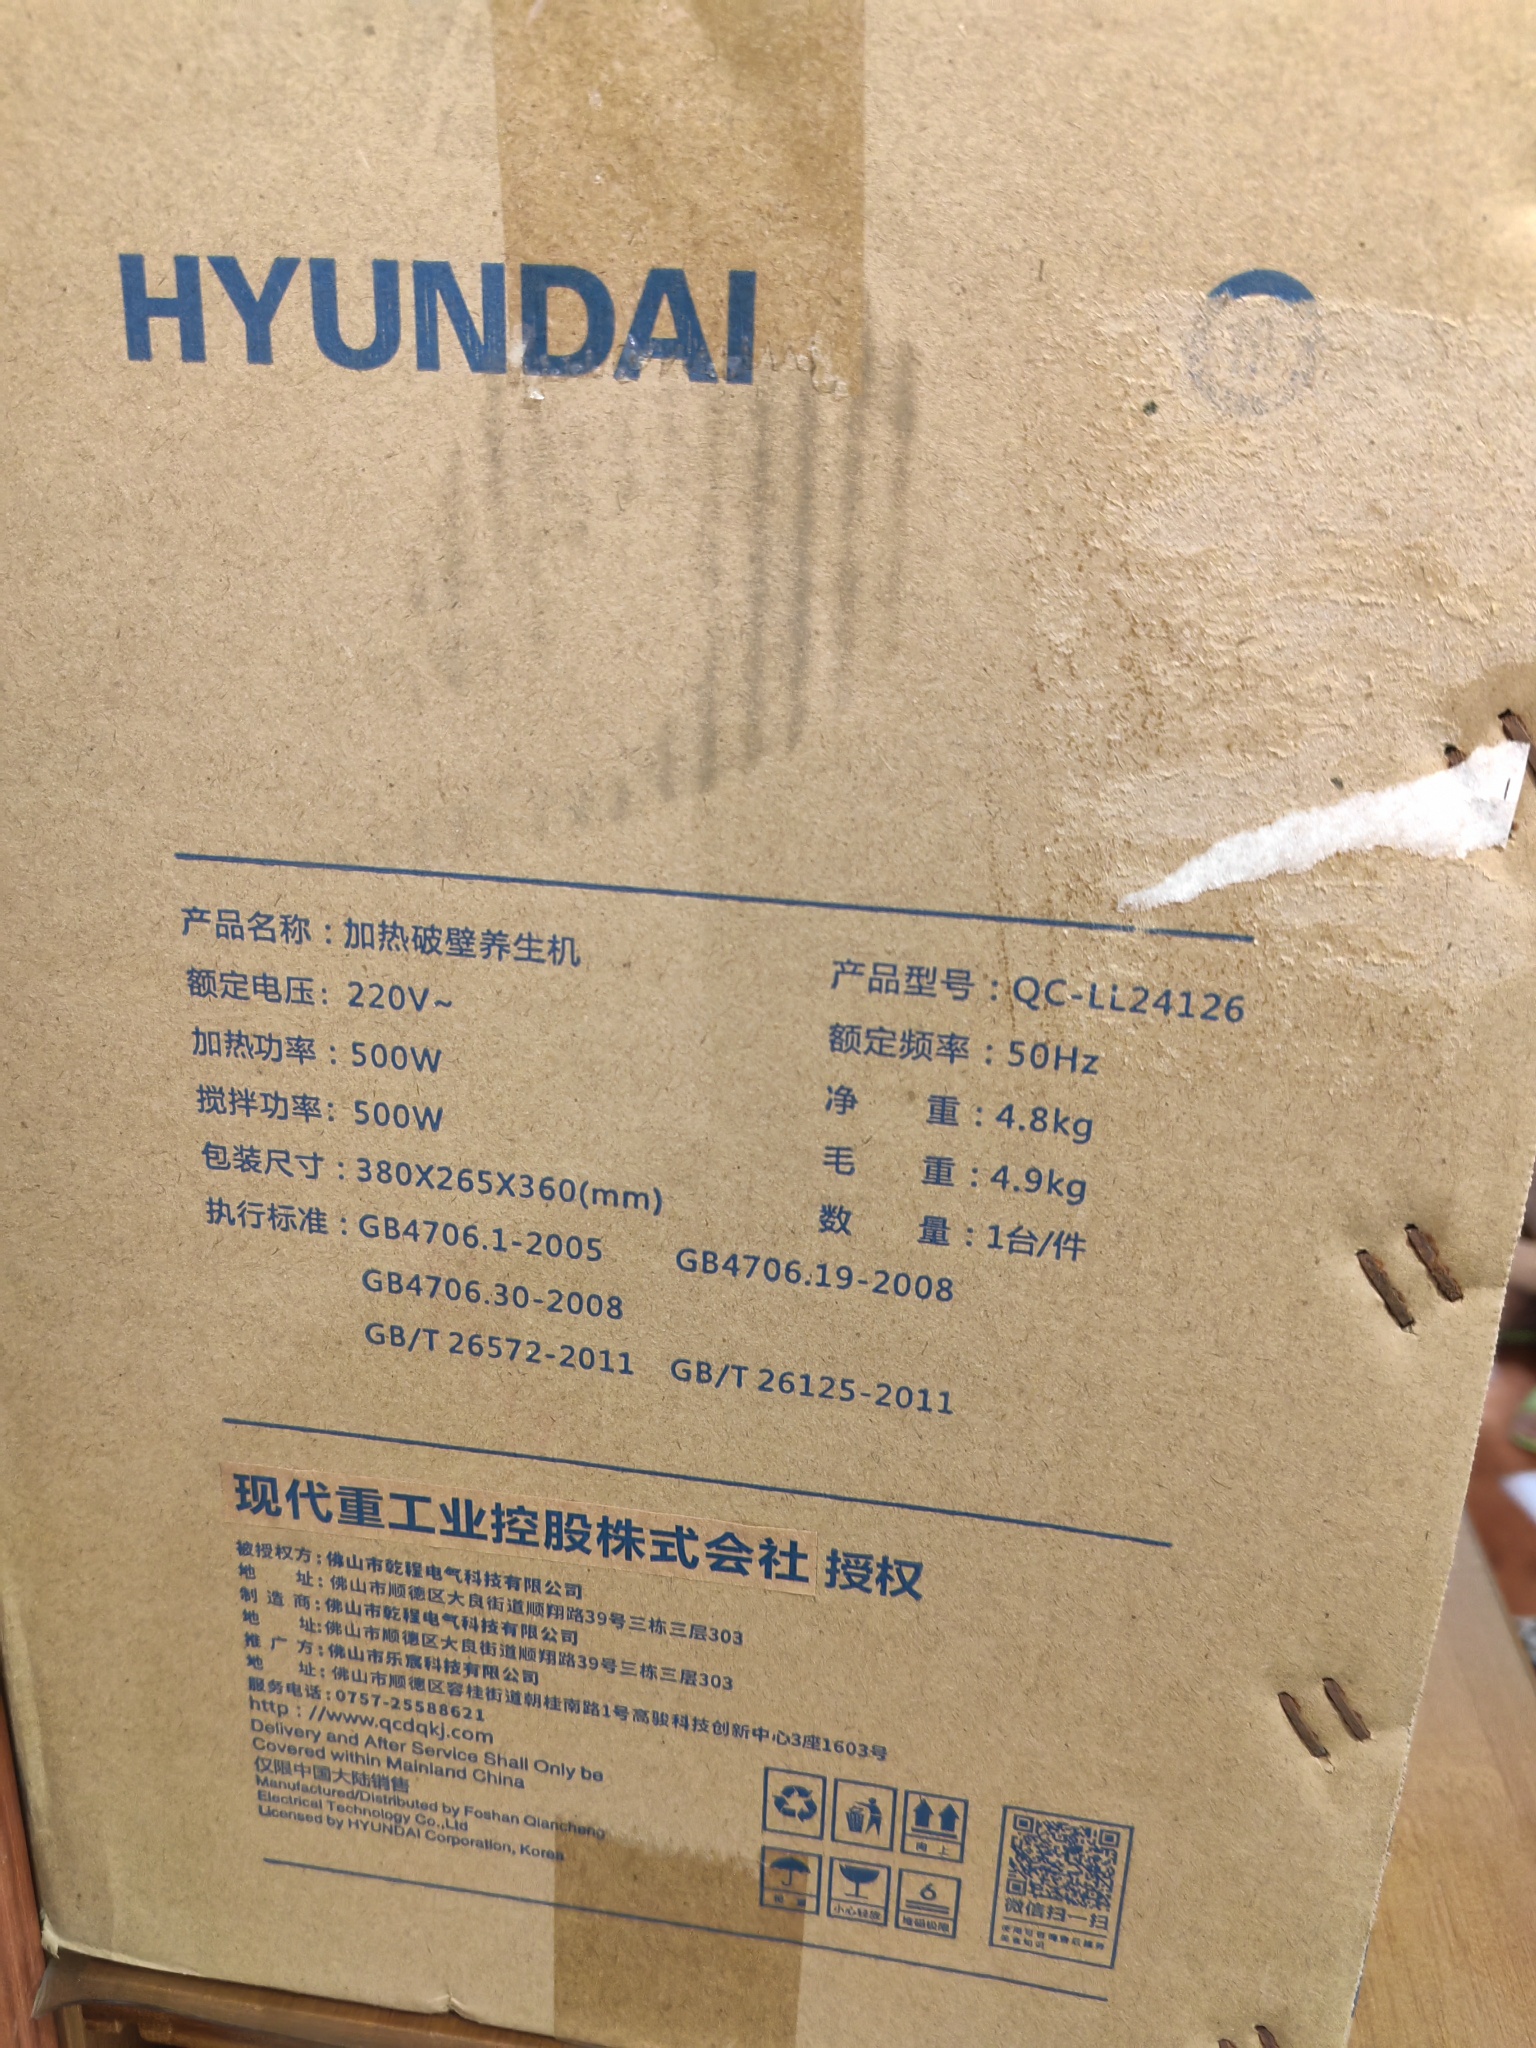 HYUNDAI
产品名称：加热破壁养生机
产品型号：QC-LL24126
额定电压：220V~
额定频率：50Hz
加热功率：500W
净 重：4.8kg
搅拌功率：500W
毛 重：4.9kg
包装尺寸：380X265X360(mm)
数 量：1台/件
执行标准：GB4706.1-2005 GB4706.19-2008
GB4706.30-2008
GB/T 26572-2011 GB/T 26125-2011
现代重工业控股株式会社 授权
被授权方：佛山市乾程电气科技有限公司
地 址：佛山市顺德区大良街道顺翔路39号三栋三层303
制 造 商：佛山市乾程电气科技有限公司
地 址：佛山市顺德区大良街道顺翔路39号三栋三层303
推 广 方：佛山市乐宸科技有限公司
地 址：佛山市顺德区容桂街道朝桂南路1号高骏科技创新中心3座1603号
服务电话：0757-25588621
http：//www.qcdqkj.com
Delivery and After Service Shall Only be
Covered within Mainland China
仅限中国大陆销售
Manufactured/Distributed by Foshan Qiancheng
Electrical Technology Co.,Ltd
Licensed by HYUNDAI Corporation, Korea
向 上
小心轻放
6
堆码极限
微信扫一扫